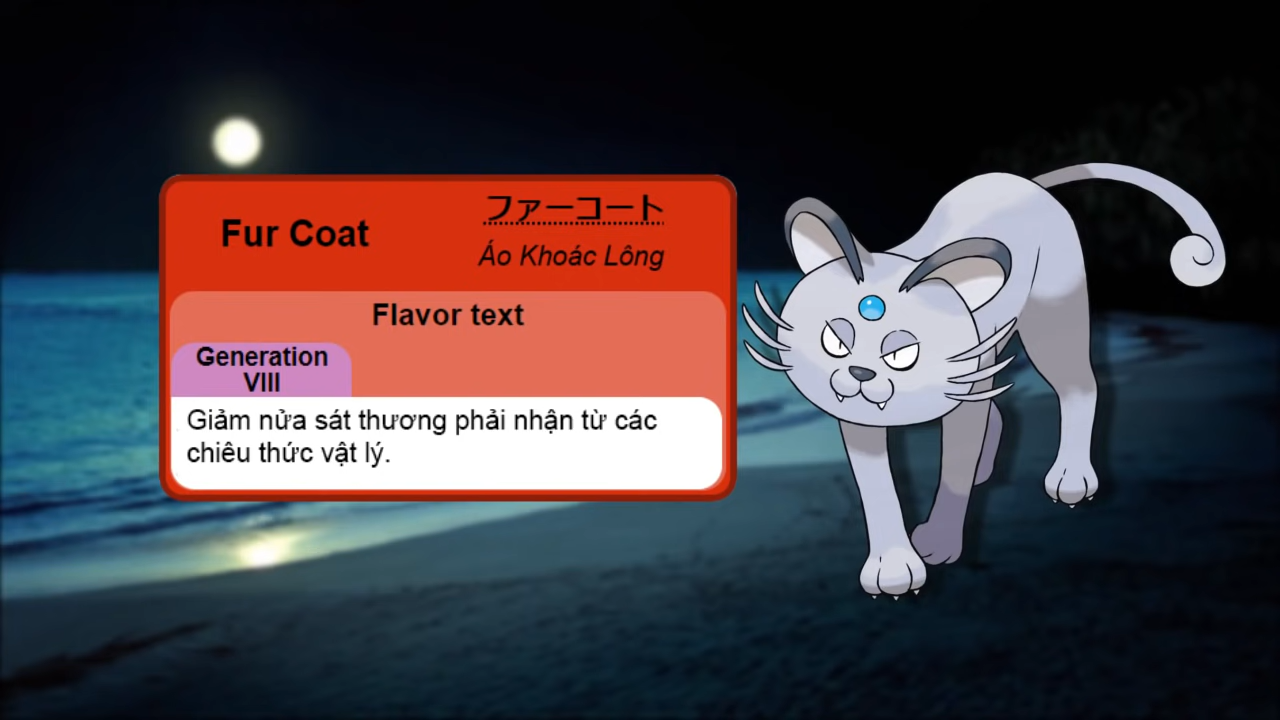 Fur Coat
ファーコート
Áo Khoác Lông
Flavor text
Generation
VIII
Giảm nửa sát thương phải nhận từ các
chiêu thức vật lý.